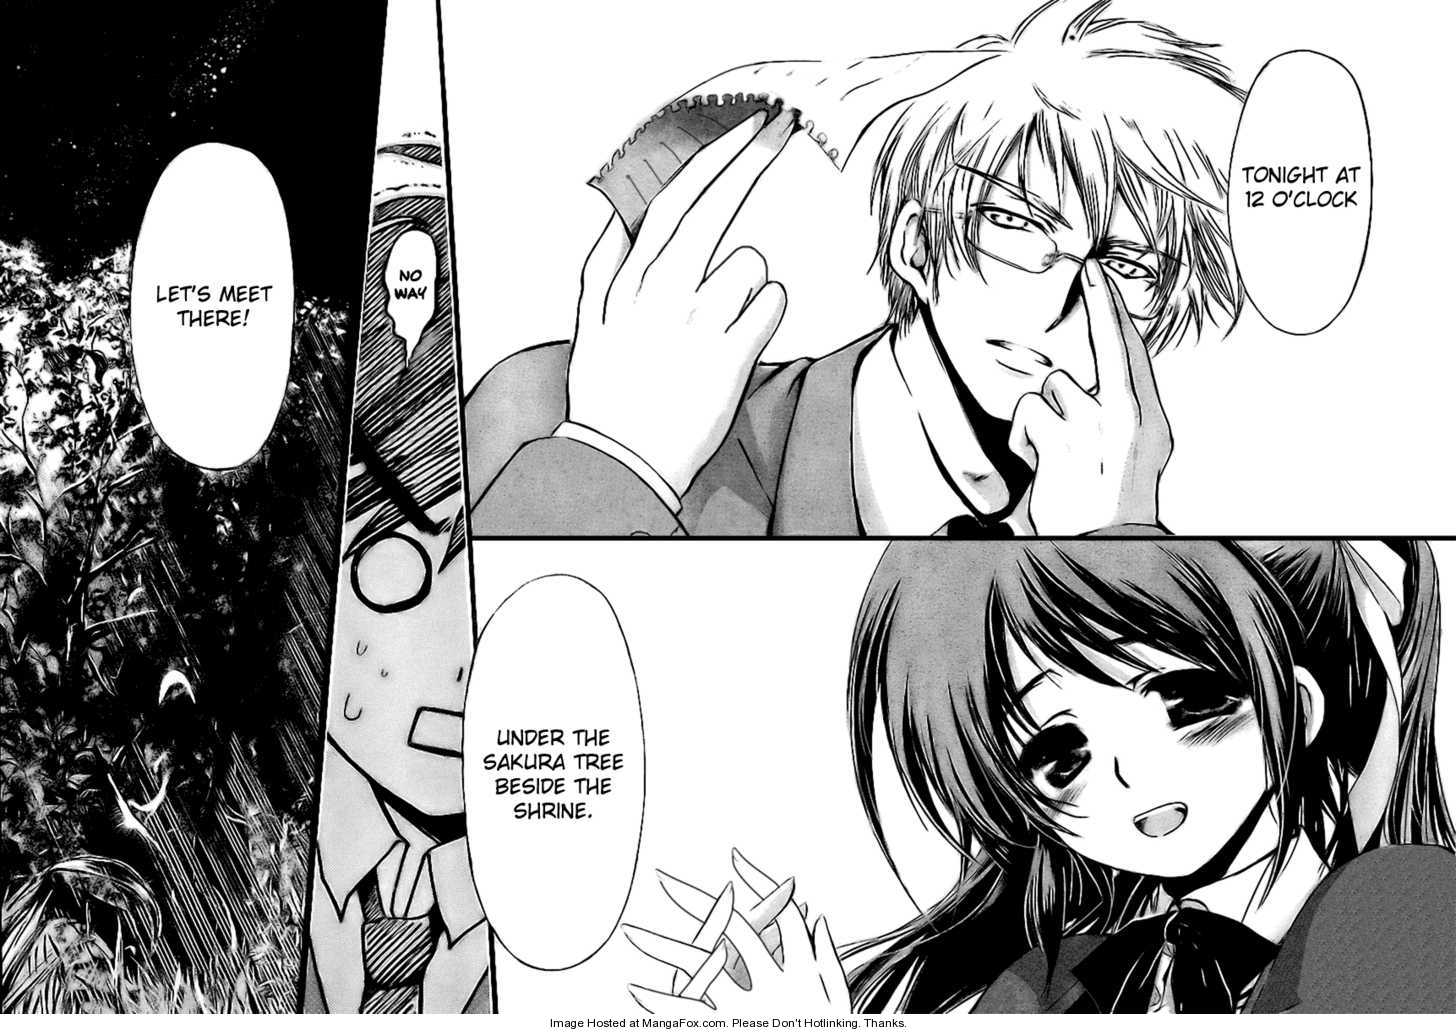 TONIGHT AT
12 O'CLOCK
UNDER THE
SAKURA TREE
BESIDE THE
SHRINE.
NO
WAY
LET'S MEET
THERE!
Image Hosted at MangaFox.com. Please Don't Hotlinking. Thanks.